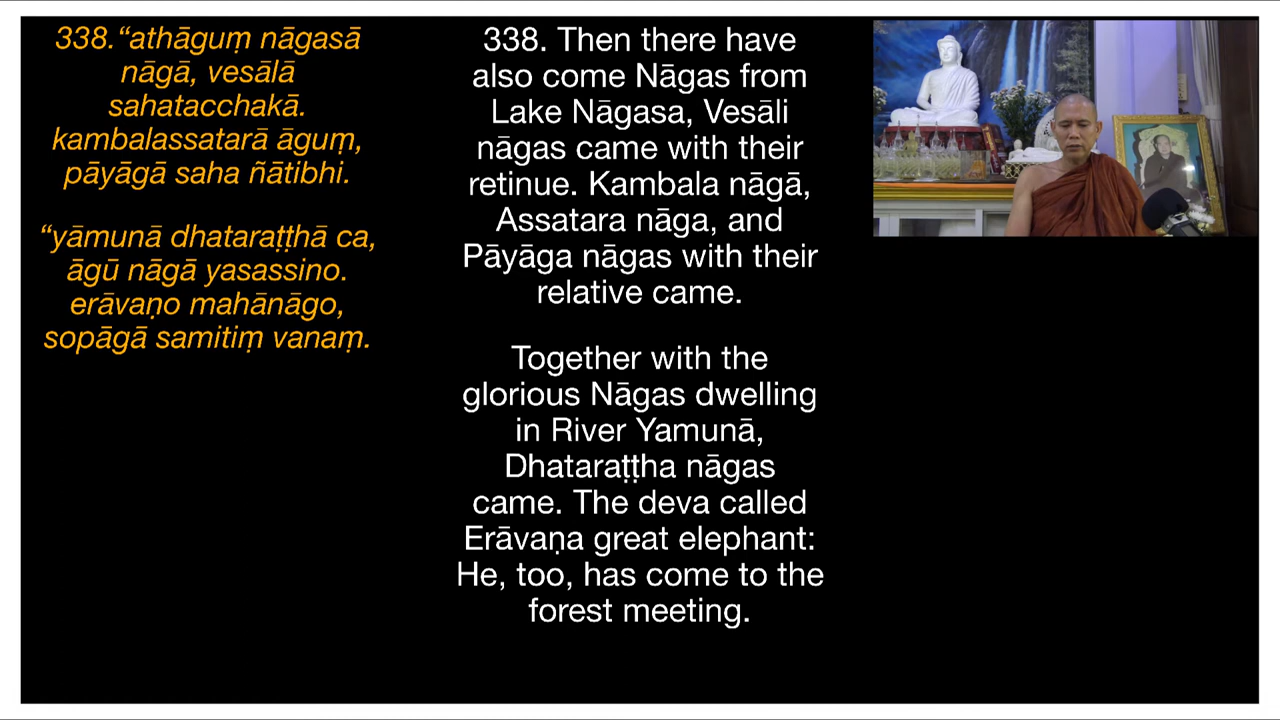 338.“athāguṃ nāgasā
nāgā, vesālā
sahatacchakā.
kambalassatarā āguṃ,
pāyāgā saha ñātibhi.
“yāmunā dhataraṭṭhā ca,
āgū nāgā yasassino.
erāvaṇo mahānāgo,
sopāgā samitiṃ vanaṃ.
338. Then there have
also come Nāgas from
Lake Nāgasa, Vesāli
nāgas came with their
retinue. Kambala nāgā,
Assatara nāga, and
Pāyāga nāgas with their
relative came.
Together with the
glorious Nāgas dwelling
in River Yamunā,
Dhataraṭṭha nāgas
came. The deva called
Erāvaṇa great elephant:
He, too, has come to the
forest meeting.